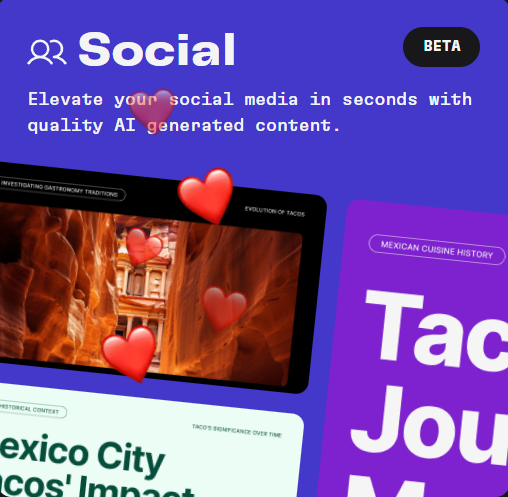 Social
BETA
Elevate your social media in seconds with
quality AI generated content.
INVESTIGATING GASTRONOMY TRADITIONS
EVOLUTION OF TACOS
MEXICAN CUISINE HISTORY
Tac
Jou
HISTORICAL CONTEXT
TACO'S SIGNIFICANCE OVER TIME
exico City
acos' Impact